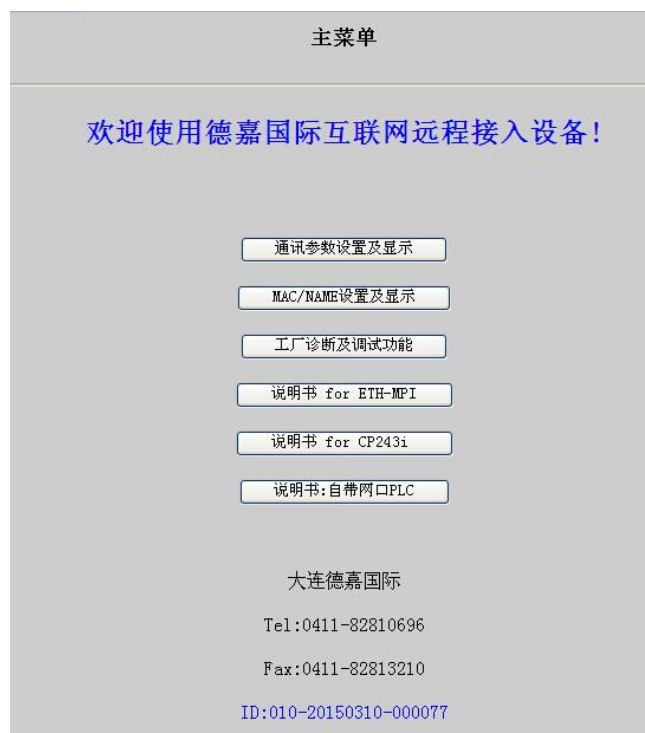 主菜单
欢迎使用德嘉国际互联网远程接入设备!
通讯参数设置及显示
MAC/NAME设置及显示
工厂诊断及调试功能
说明书 for ETH-MPI
说明书 for CP243i
说明书:自带网口PLC
大连德嘉国际
Tel:0411-82810696
Fax:0411-82813210
ID:010-20150310-000077